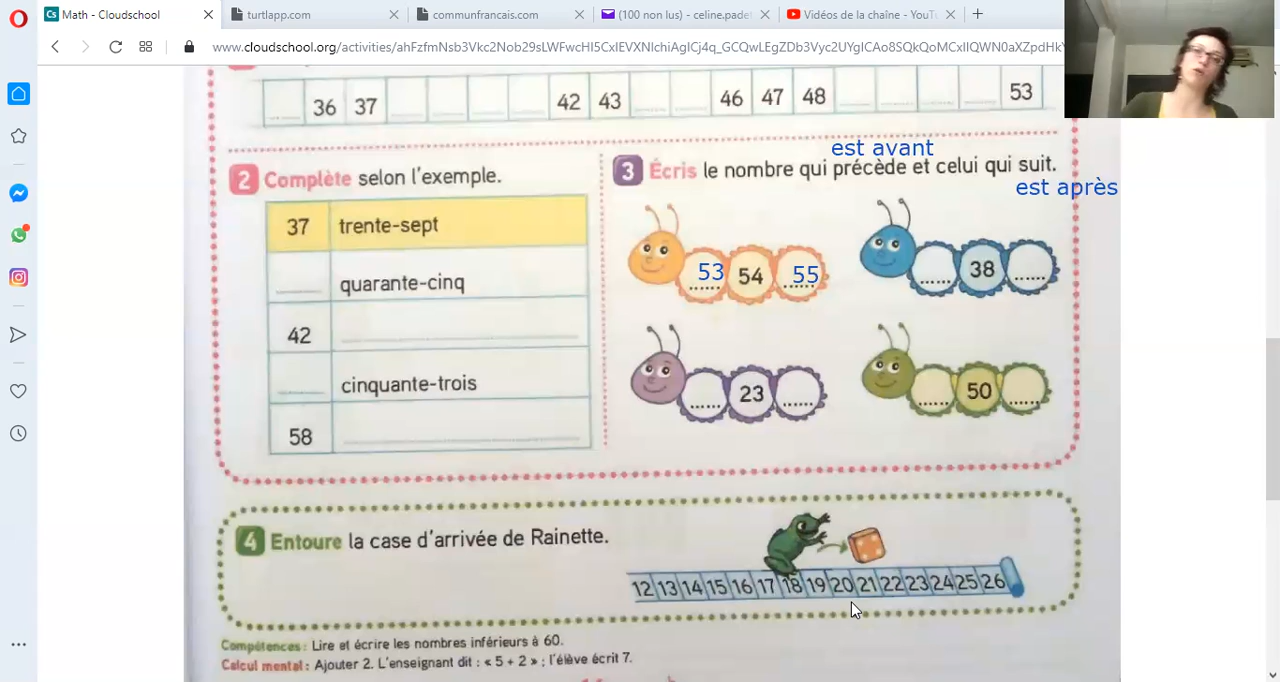 Math - Cloudschool
turtlapp.com
communfrancais.com
(100 non lus) - celine.pade
Vidéos de la chaîne - YouTu
www.cloudschool.org/activities/ahFzfmNsb3Vkc2Nob29sLWFwcHI5CxIEVXNlchiAgICj4q_GCQwLEgZDb3Vyc2UYgICAo8SQkQoMCxIIQWN0aXZpdHkY
36 37 42 43 46 47 48 53
est avant
2 Complète selon l'exemple.
3 Écris le nombre qui précède et celui qui suit.
est après
37 trente-sept
quarante-cinq
42
cinquante-trois
58
53 54 55
38
23
50
4 Entoure la case d'arrivée de Rainette.
12 13 14 15 16 17 18 19 20 21 22 23 24 25 26
Compétences : Lire et écrire les nombres inférieurs à 60.
Calcul mental : Ajouter 2. L'enseignant dit : « 5 + 2 » ; l'élève écrit 7.